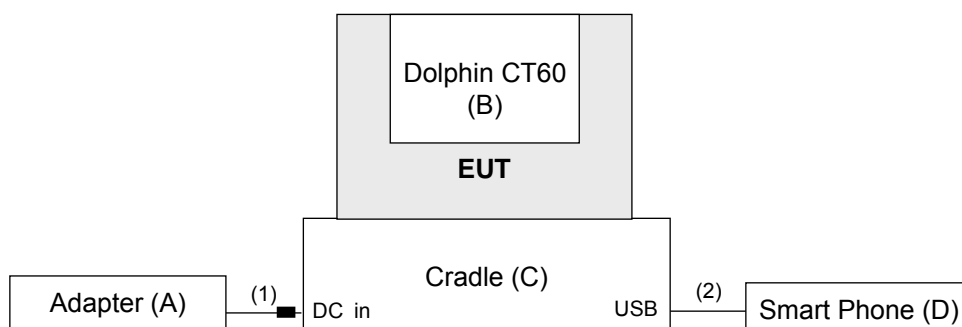 Dolphin CT60
(B)
EUT
Cradle (C)
Adapter (A)
(1)
DC in
USB
(2)
Smart Phone (D)